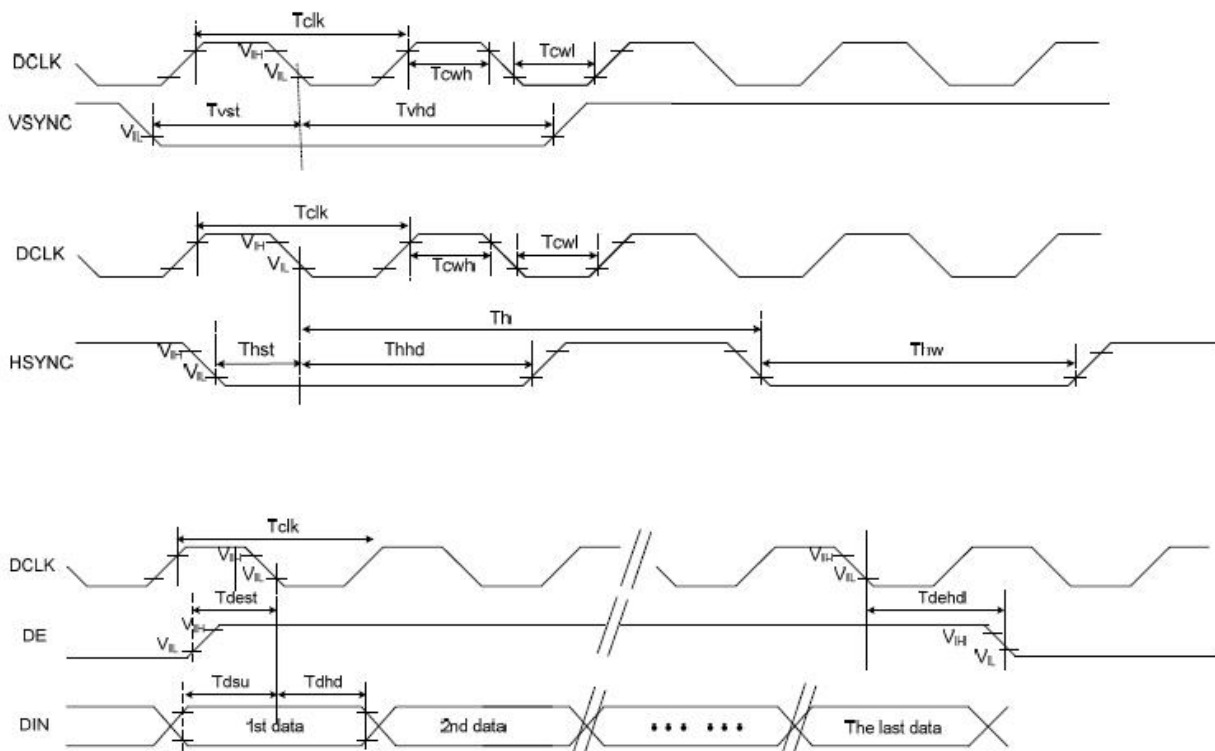 Tclk
DCLK VIH VIL Tcwh Tcwl
VSYNC VIL Tvst Tvhd
Tclk
DCLK VIH VIL Tcwh Tcwl
Th
HSYNC VIH VIL Thst Thhd Thw
Tclk
DCLK VIH VIL VIH VIL
Tdest Tdehd
DE VIH VIL VIH VIL
Tdsu Tdhd
DIN 1st data 2nd data ••• ••• The last data